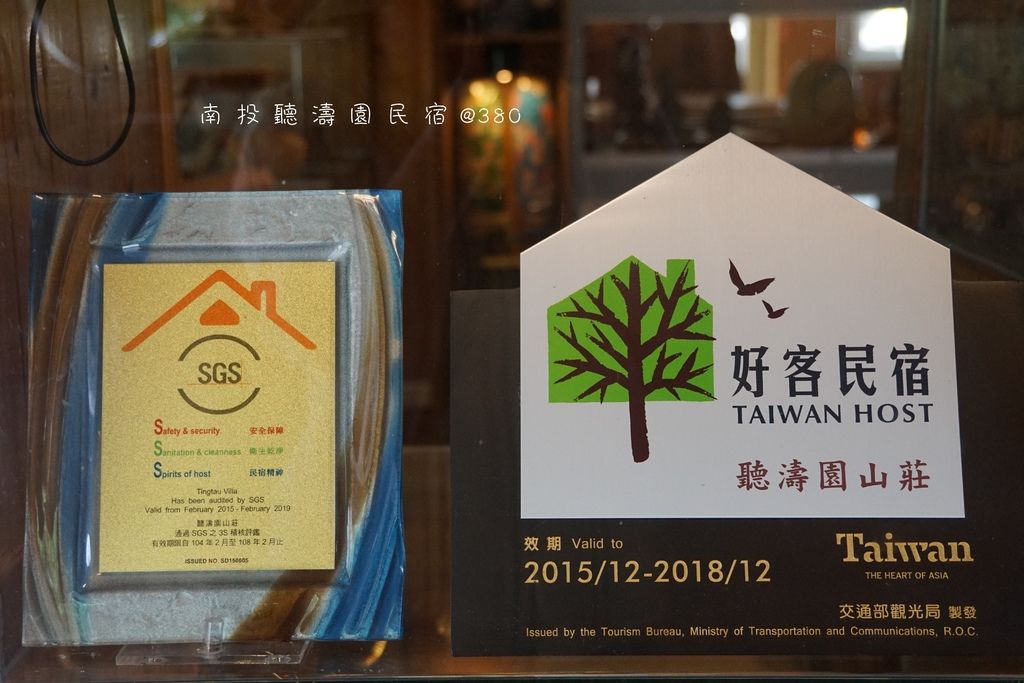 南投聽濤園民宿@380
SGS
Safety & security 安全保障
Sanitation & cleanness 衛生乾淨
Spirits of host 民宿精神
Tingtau Villa
Has been audited by SGS
Valid from February 2015 - February 2019
聽濤園山莊
通過 SGS 之 3S 稽核評鑑
有效期限自 104 年 2 月至 108 年 2 月止
ISSUED NO. SD150605
好客民宿
TAIWAN HOST
聽濤園山莊
效期 Valid to
2015/12-2018/12
Taiwan
THE HEART OF ASIA
交通部觀光局 製發
Issued by the Tourism Bureau, Ministry of Transportation and Communications, R.O.C.